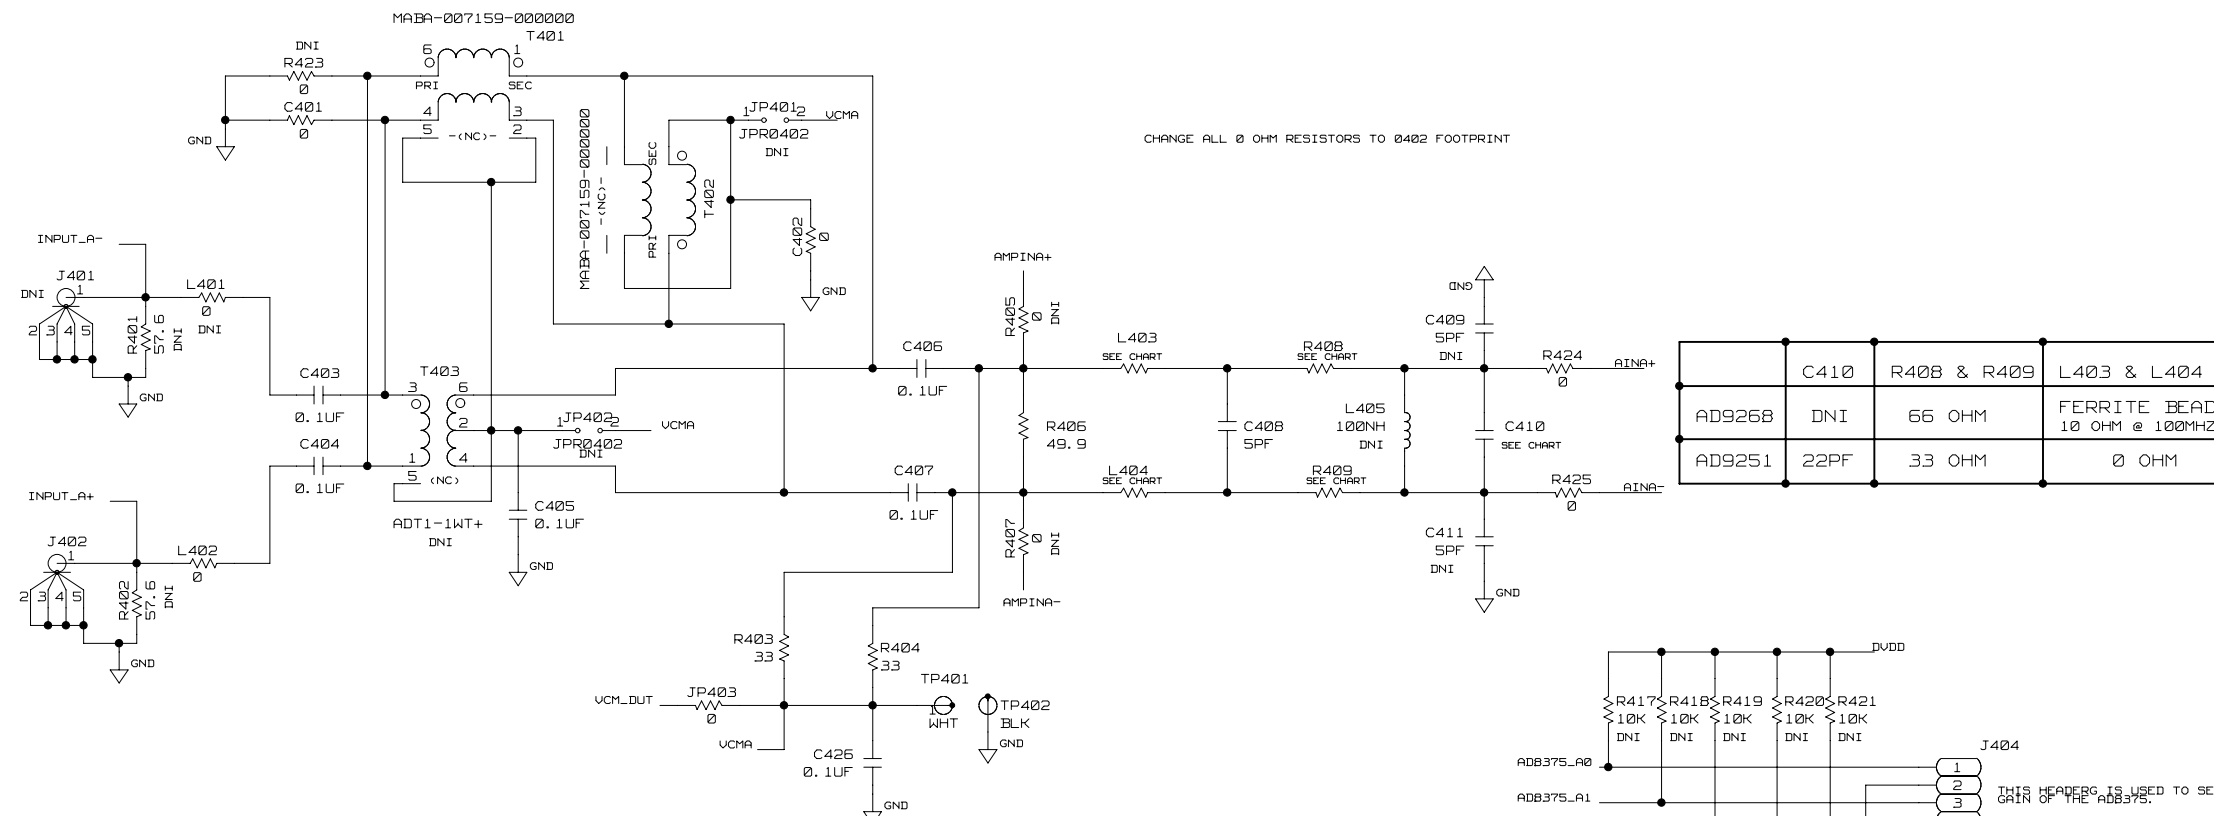 MABA-007159-000000
T401
DNI
R423
0
C401
0
GND
6
1
PRI
SEC
4
3
5
-(NC)-
2
MABA-007159-000000
-(NC)-
SEC
PRI
T402
1
JP401
2
VCMA
JPR0402
DNI
C402
0
GND
CHANGE ALL 0 OHM RESISTORS TO 0402 FOOTPRINT
INPUT_A-
J401
DNI
1
2
3
4
5
R401
57.6
DNI
GND
L401
0
DNI
C403
0.1UF
C404
0.1UF
T403
3
6
2
1
4
5
(NC)
ADT1-1WT+
DNI
1
JP402
2
VCMA
JPR0402
DNI
C405
0.1UF
GND
INPUT_A+
J402
1
2
3
4
5
R402
57.6
DNI
GND
L402
0
C406
0.1UF
C407
0.1UF
AMPINA+
R405
0
DNI
R406
49.9
R407
0
DNI
AMPINA-
L403
SEE CHART
L404
SEE CHART
C408
5PF
R408
SEE CHART
R409
SEE CHART
L405
100NH
DNI
GND
C409
5PF
DNI
C410
SEE CHART
C411
5PF
DNI
GND
R424
0
AINA+
R425
0
AINA-
C410 R408 & R409 L403 & L404
AD9268 DNI 66 OHM FERRITE BEAD
10 OHM @ 100MHZ
AD9251 22PF 33 OHM 0 OHM
R403
33
R404
33
VCM_DUT
JP403
0
VCMA
TP401
1
WHT
TP402
BLK
GND
C426
0.1UF
GND
DVDD
R417
10K
DNI
R418
10K
DNI
R419
10K
DNI
R420
10K
DNI
R421
10K
DNI
AD8375_A0
AD8375_A1
J404
1
2
3
THIS HEADERG IS USED TO SE
GAIN OF THE AD8375.